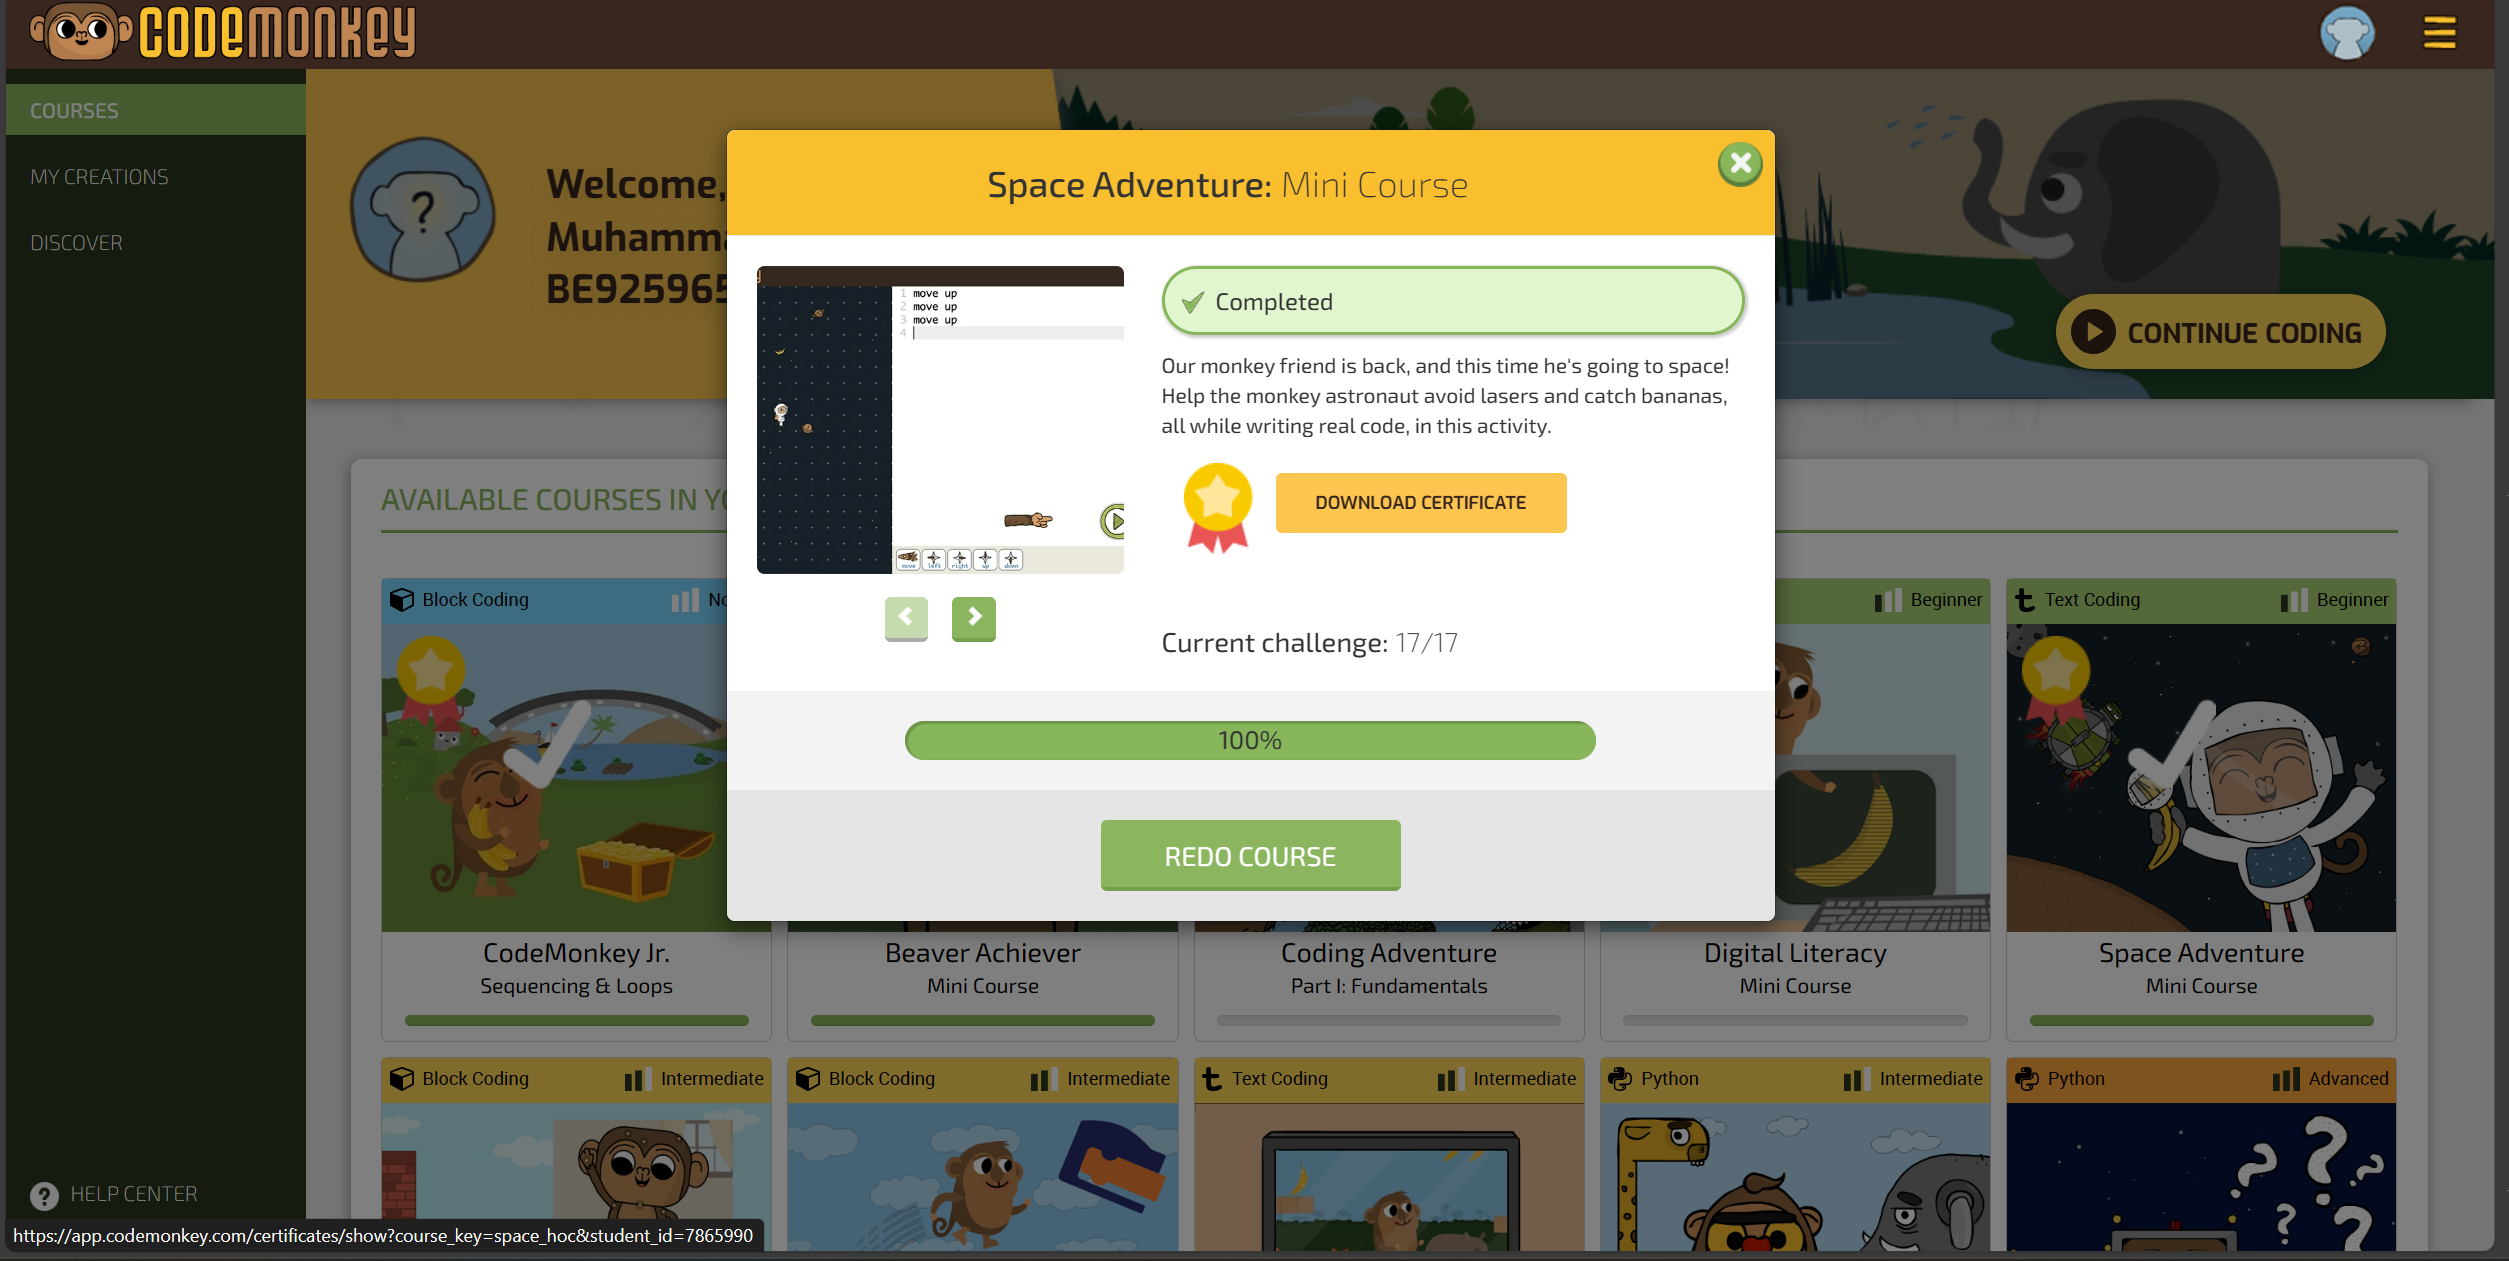 CODEMONKEY
COURSES
MY CREATIONS
DISCOVER
Welcome,
BE925965
CONTINUE CODING
Space Adventure: Mini Course
1 move up
2 move up
3 move up
4
move left right up down
Completed
Our monkey friend is back, and this time he's going to space!
Help the monkey astronaut avoid lasers and catch bananas,
all while writing real code, in this activity.
DOWNLOAD CERTIFICATE
Current challenge: 17/17
100%
REDO COURSE
AVAILABLE COURSES IN
Block Coding
Beginner
Text Coding Beginner
CodeMonkey Jr.
Sequencing & Loops
Beaver Achiever
Mini Course
Coding Adventure
Part I: Fundamentals
Digital Literacy
Mini Course
Space Adventure
Mini Course
Block Coding Intermediate
Block Coding Intermediate
Text Coding Intermediate
Python Intermediate
Python Advanced
? HELP CENTER
https://app.codemonkey.com/certificates/show?course_key=space_hoc&student_id=7865990